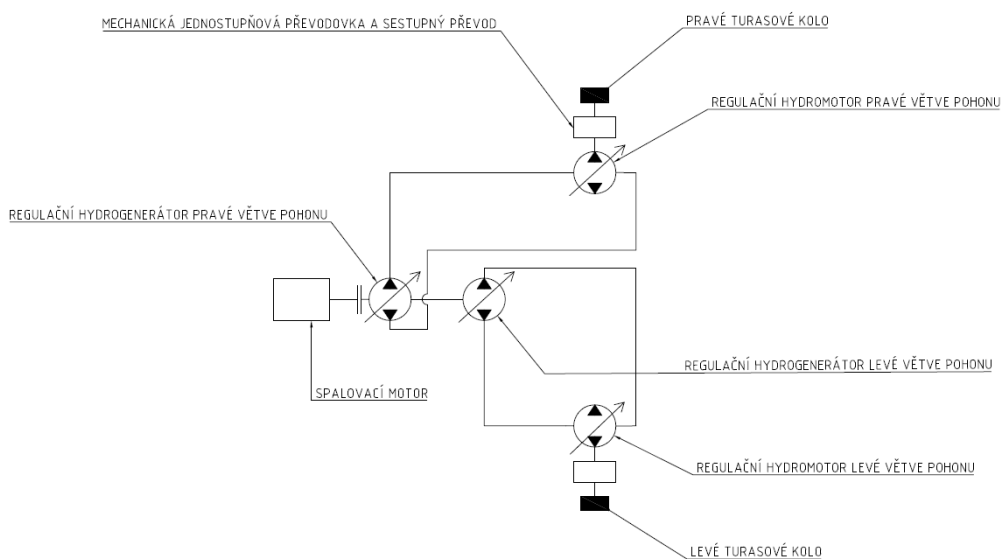 MECHANICKÁ JEDNOSTUPŇOVÁ PŘEVODOVKA A SESTUPNÝ PŘEVOD
PRAVÉ TURASOVÉ KOLO
REGULAČNÍ HYDROMOTOR PRAVÉ VĚTVE POHONU
REGULAČNÍ HYDROGENERÁTOR PRAVÉ VĚTVE POHONU
REGULAČNÍ HYDROGENERÁTOR LEVÉ VĚTVE POHONU
SPALOVACÍ MOTOR
REGULAČNÍ HYDROMOTOR LEVÉ VĚTVE POHONU
LEVÉ TURASOVÉ KOLO